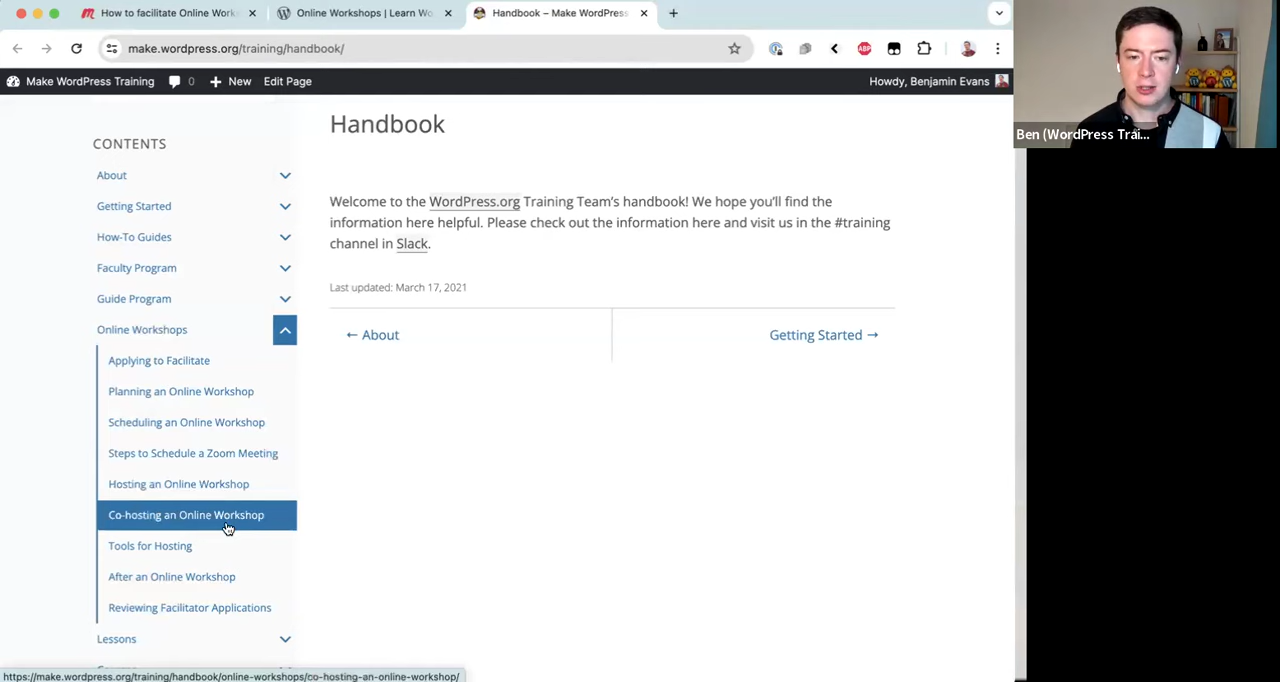 How to facilitate Online Work
Online Workshops | Learn Wo
Handbook – Make WordPress
make.wordpress.org/training/handbook/
ABP
Make WordPress Training
0
New
Edit Page
Howdy, Benjamin Evans
Ben (WordPress Trai...
CONTENTS
About
Getting Started
How-To Guides
Faculty Program
Guide Program
Online Workshops
Applying to Facilitate
Planning an Online Workshop
Scheduling an Online Workshop
Steps to Schedule a Zoom Meeting
Hosting an Online Workshop
Co-hosting an Online Workshop
Tools for Hosting
After an Online Workshop
Reviewing Facilitator Applications
Lessons
Handbook
Welcome to the WordPress.org Training Team's handbook! We hope you'll find the
information here helpful. Please check out the information here and visit us in the #training
channel in Slack.
Last updated: March 17, 2021
← About
Getting Started →
https://make.wordpress.org/training/handbook/online-workshops/co-hosting-an-online-workshop/